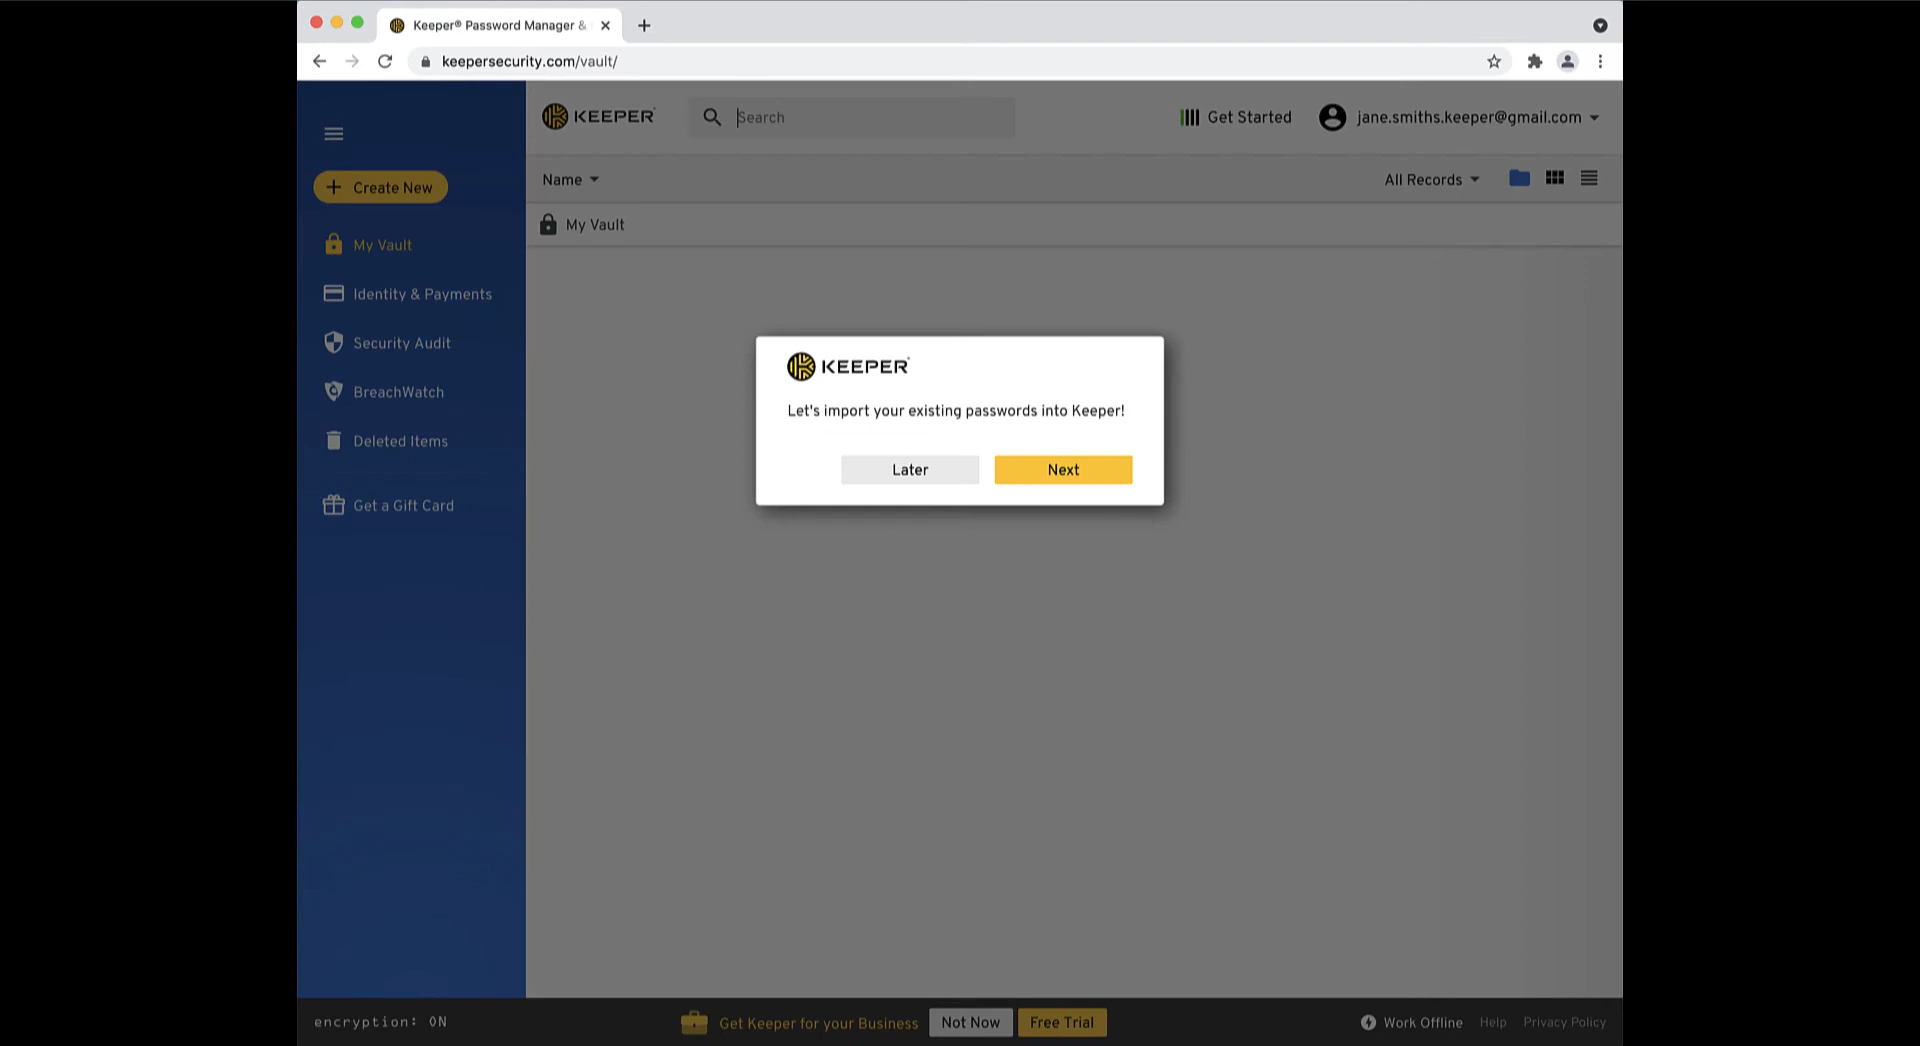 Keeper® Password Manager &
keepersecurity.com/vault/
KEEPER
Search
Get Started
jane.smiths.keeper@gmail.com
Create New
Name
All Records
My Vault
My Vault
Identity & Payments
Security Audit
BreachWatch
Deleted Items
Get a Gift Card
KEEPER
Let's import your existing passwords into Keeper!
Later
Next
encryption: ON
Get Keeper for your Business
Not Now
Free Trial
Work Offline
Help
Privacy Policy